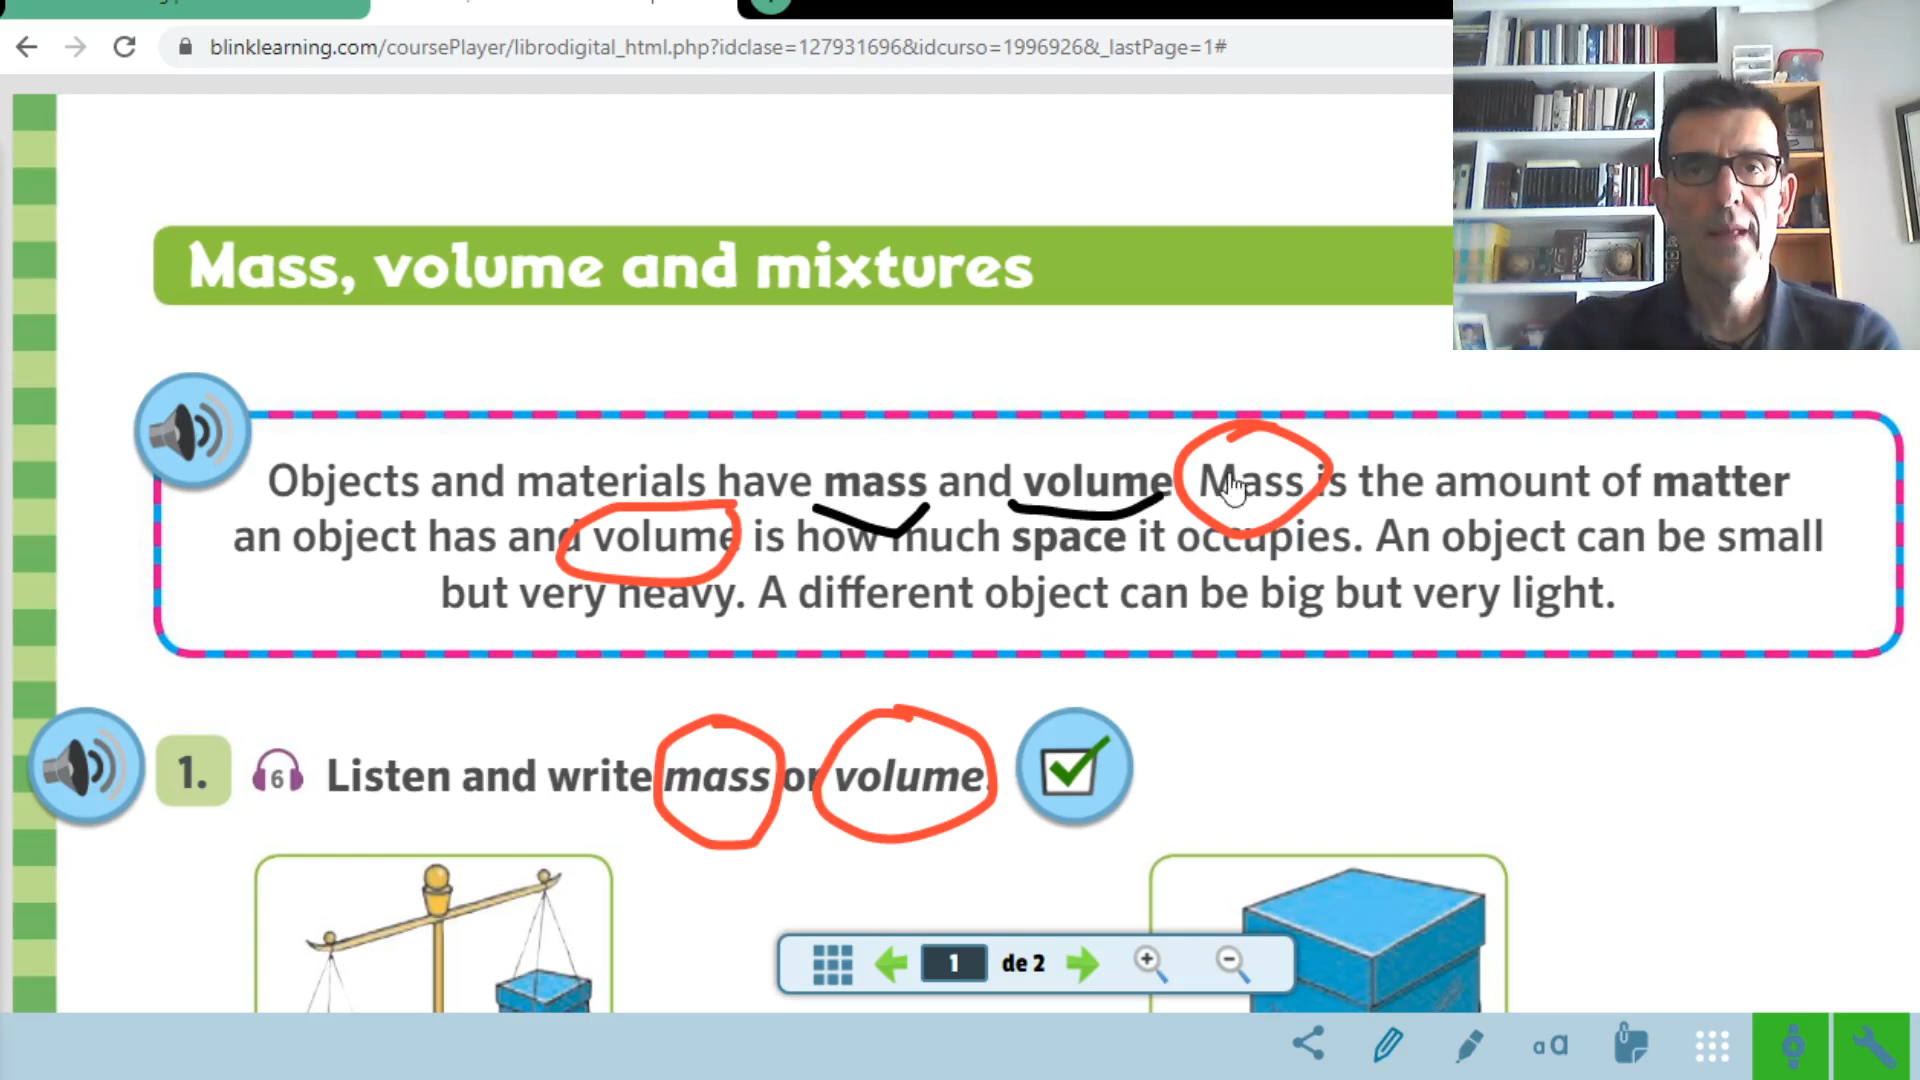 blinklearning.com/coursePlayer/librodigital_html.php?idclase=127931696&idcurso=1996926&_lastPage=1#
Mass, volume and mixtures
Objects and materials have mass and volume. Mass is the amount of matter
an object has and volume is how much space it occupies. An object can be small
but very heavy. A different object can be big but very light.
1. 6 Listen and write mass or volume.
1 de 2
aa